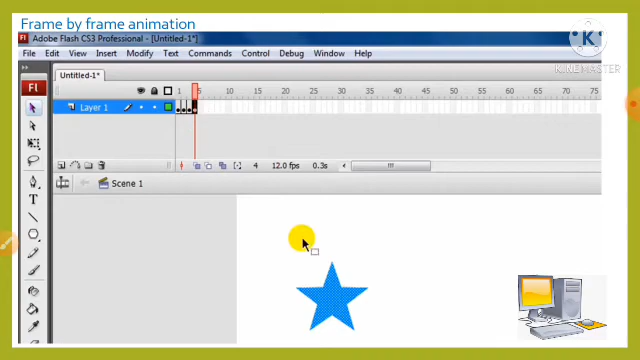 Frame by frame animation
Adobe Flash CS3 Professional - [Untitled-1*]
File Edit View Insert Modify Text Commands Control Debug Window Help
Untitled-1*
1 5 10 15 20 25 30 35 40 45 50 55 60 65 70 75
Fl
Layer 1
4 12.0 fps 0.3s
Scene 1
T
K
KINEMASTER